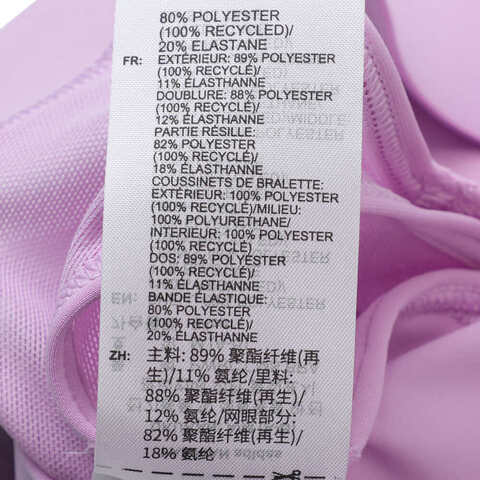 80% POLYESTER
(100% RECYCLED)/
20% ELASTANE
FR: EXTÉRIEUR: 89% POLYESTER
(100% RECYCLÉ)/
11% ÉLASTHANNE
DOUBLURE: 88% POLYESTER
(100% RECYCLÉ)/
12% ÉLASTHANNE
PARTIE RÉSILLE:
82% POLYESTER
(100% RECYCLÉ)/
18% ÉLASTHANNE
COUSSINETS DE BRALETTE:
EXTÉRIEUR: 100% POLYESTER
(100% RECYCLÉ)/MILIEU:
100% POLYURETHANE/
INTERIEUR: 100% POLYESTER
(100% RECYCLÉ)
DOS: 89% POLYESTER
(100% RECYCLÉ)/
11% ÉLASTHANNE
BANDE ÉLASTIQUE:
80% POLYESTER
(100% RECYCLÉ)/
20% ÉLASTHANNE
ZH: 主料: 89% 聚酯纤维(再
生)/11% 氨纶/里料:
88% 聚酯纤维(再生)/
12% 氨纶/网眼部分:
82% 聚酯纤维(再生)/
18% 氨纶